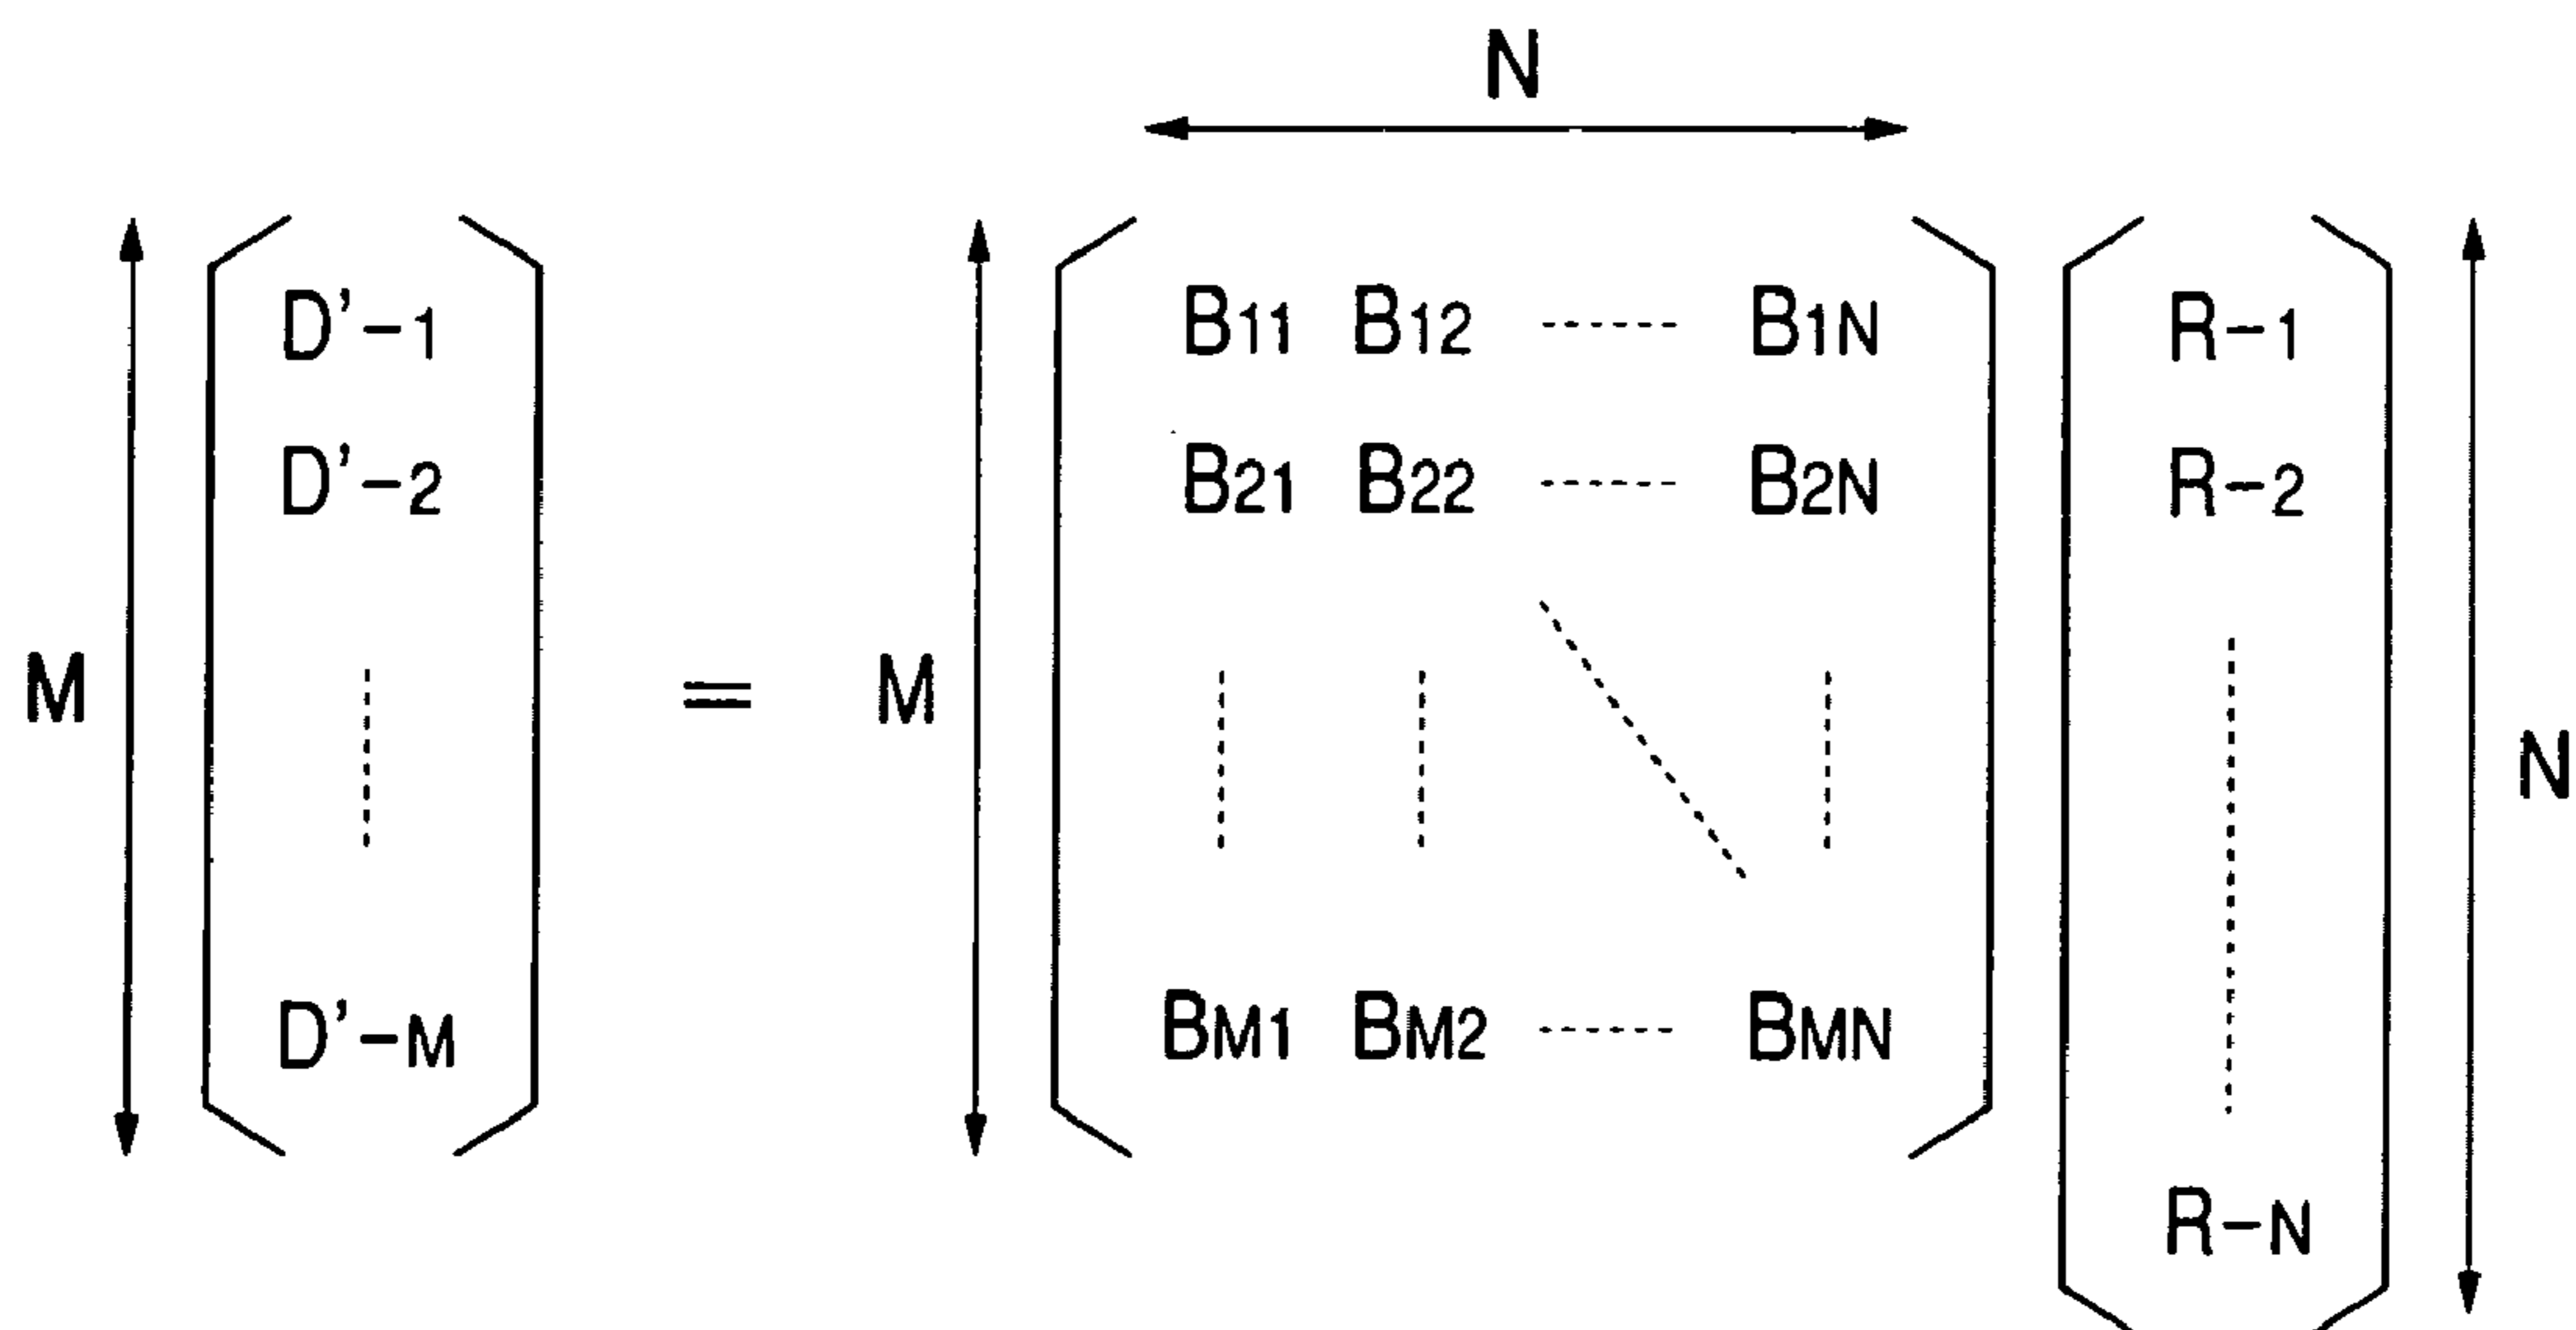 N
D'-1 B11 B12 B1N R-1
D'-2 B21 B22 B2N R-2
M = M N
D'-M BM1 BM2 BMN
R-N